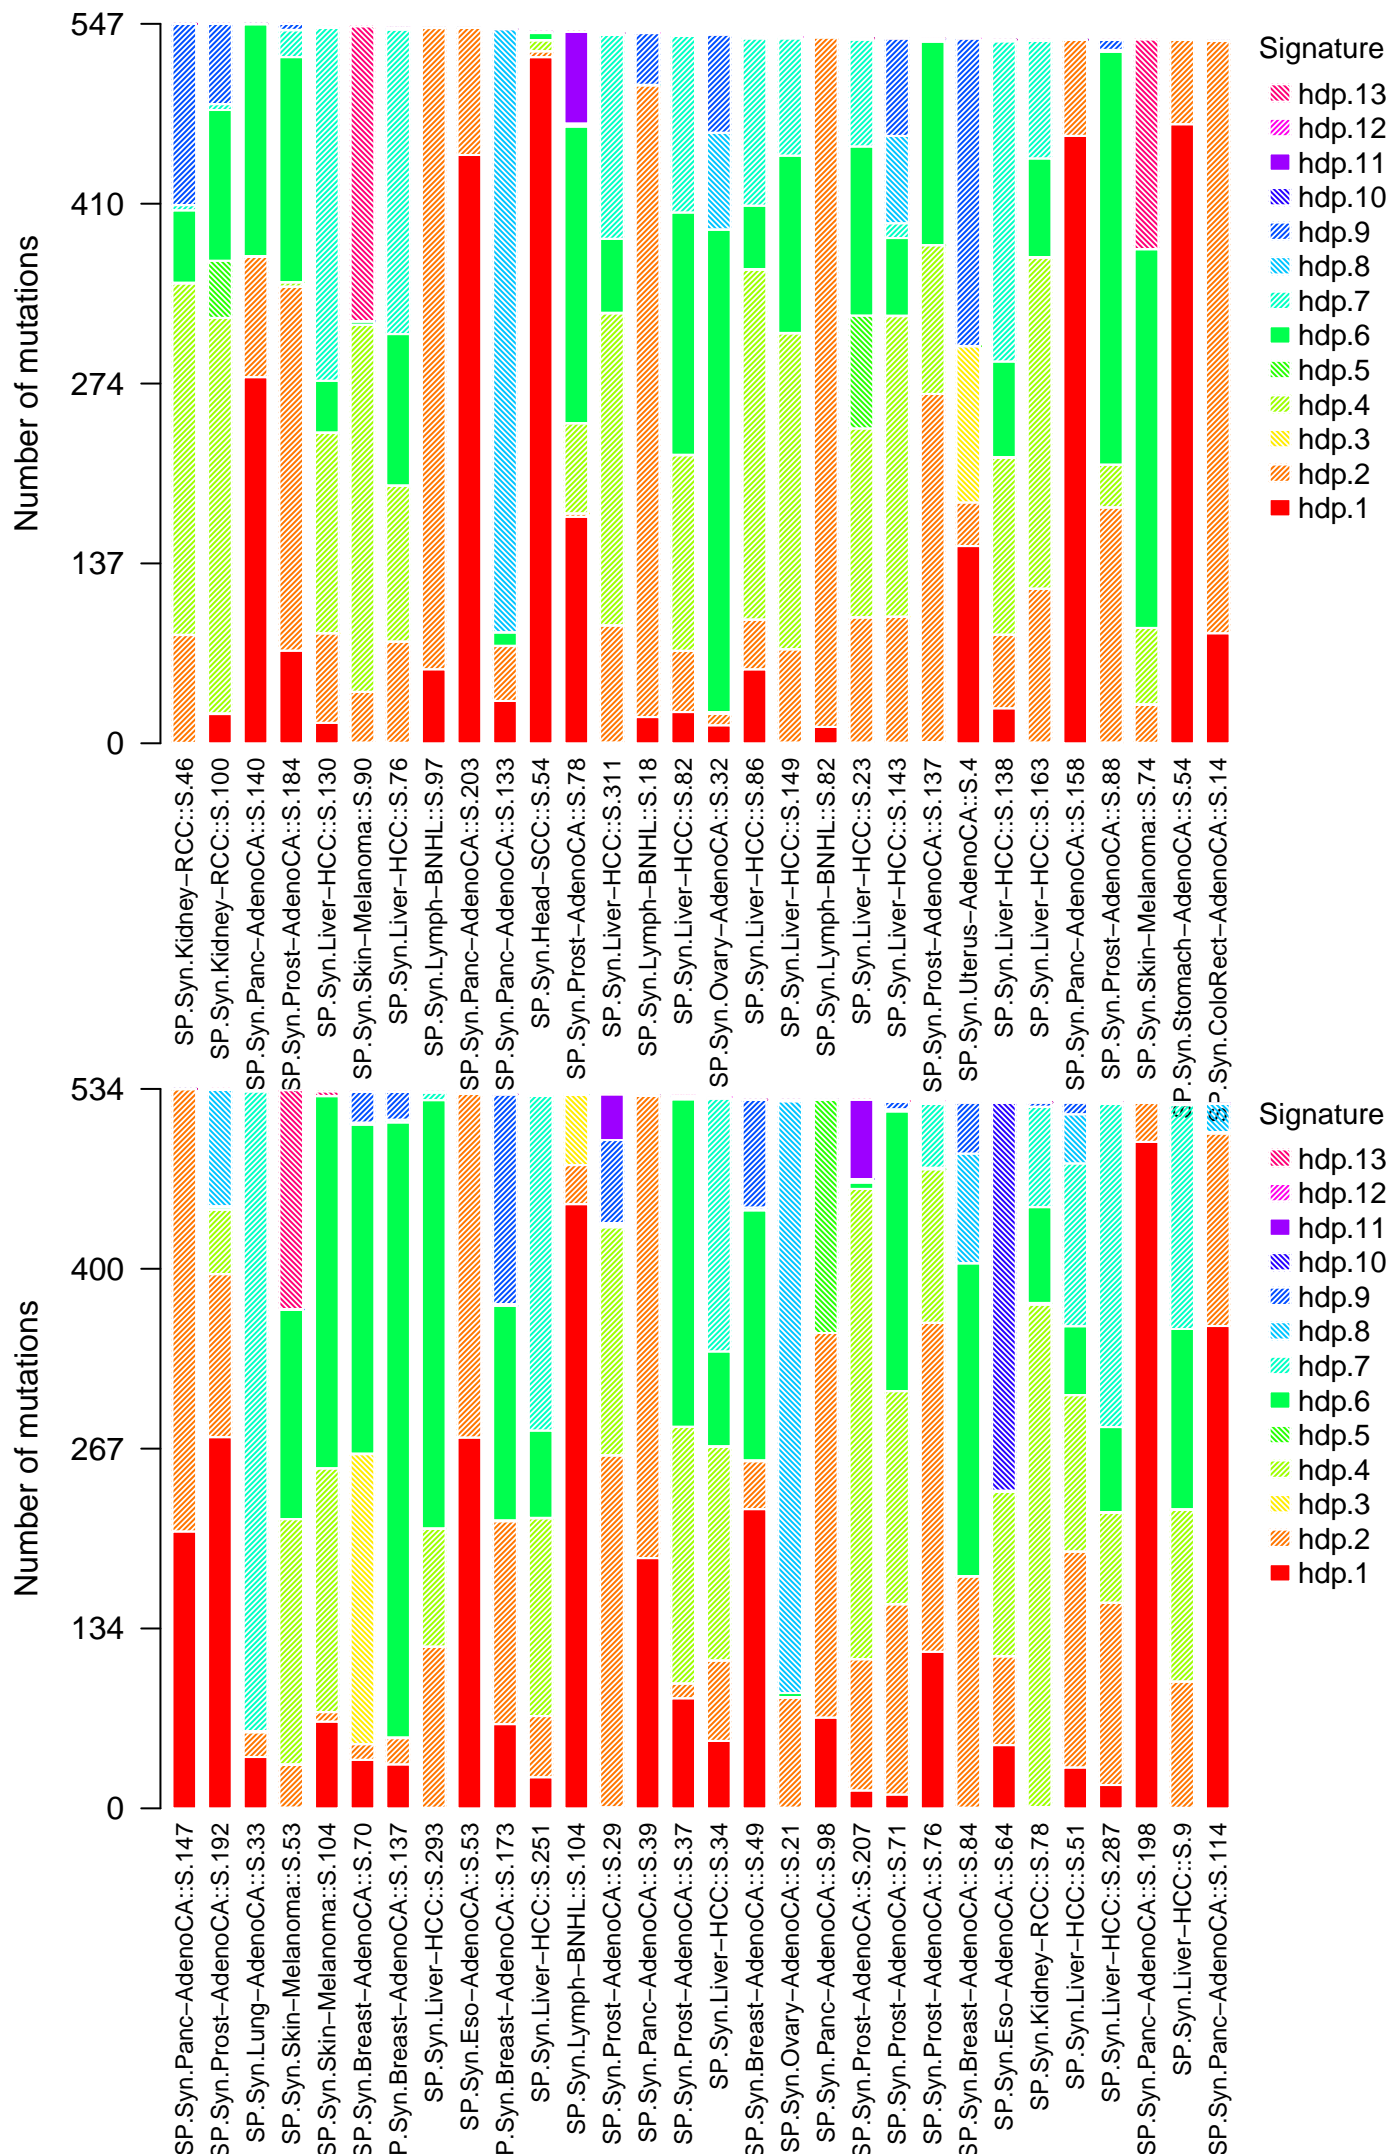 Number of mutations
547
410
274
137
0
Signature
hdp.13
hdp.12
hdp.11
hdp.10
hdp.9
hdp.8
hdp.7
hdp.6
hdp.5
hdp.4
hdp.3
hdp.2
hdp.1
SP.Syn.Kidney−RCC::S.46
SP.Syn.Kidney−RCC::S.100
SP.Syn.Panc−AdenoCA::S.140
SP.Syn.Prost−AdenoCA::S.184
SP.Syn.Liver−HCC::S.130
SP.Syn.Skin−Melanoma::S.90
SP.Syn.Liver−HCC::S.76
SP.Syn.Lymph−BNHL::S.97
SP.Syn.Panc−AdenoCA::S.203
SP.Syn.Panc−AdenoCA::S.133
SP.Syn.Head−SCC::S.54
SP.Syn.Prost−AdenoCA::S.78
SP.Syn.Liver−HCC::S.311
SP.Syn.Lymph−BNHL::S.18
SP.Syn.Liver−HCC::S.82
SP.Syn.Ovary−AdenoCA::S.32
SP.Syn.Liver−HCC::S.86
SP.Syn.Liver−HCC::S.149
SP.Syn.Lymph−BNHL::S.82
SP.Syn.Liver−HCC::S.23
SP.Syn.Liver−HCC::S.143
SP.Syn.Prost−AdenoCA::S.137
SP.Syn.Uterus−AdenoCA::S.4
SP.Syn.Liver−HCC::S.138
SP.Syn.Liver−HCC::S.163
SP.Syn.Panc−AdenoCA::S.158
SP.Syn.Prost−AdenoCA::S.88
SP.Syn.Skin−Melanoma::S.74
SP.Syn.Stomach−AdenoCA::S.54
SP.Syn.ColoRect−AdenoCA::S.14
Number of mutations
534
400
267
134
0
Signature
hdp.13
hdp.12
hdp.11
hdp.10
hdp.9
hdp.8
hdp.7
hdp.6
hdp.5
hdp.4
hdp.3
hdp.2
hdp.1
SP.Syn.Panc−AdenoCA::S.147
SP.Syn.Prost−AdenoCA::S.192
SP.Syn.Lung−AdenoCA::S.33
SP.Syn.Skin−Melanoma::S.53
SP.Syn.Skin−Melanoma::S.104
SP.Syn.Breast−AdenoCA::S.70
P.Syn.Breast−AdenoCA::S.137
SP.Syn.Liver−HCC::S.293
SP.Syn.Eso−AdenoCA::S.53
P.Syn.Breast−AdenoCA::S.173
SP.Syn.Liver−HCC::S.251
SP.Syn.Lymph−BNHL::S.104
SP.Syn.Prost−AdenoCA::S.29
SP.Syn.Panc−AdenoCA::S.39
SP.Syn.Prost−AdenoCA::S.37
SP.Syn.Liver−HCC::S.34
SP.Syn.Breast−AdenoCA::S.49
SP.Syn.Ovary−AdenoCA::S.21
SP.Syn.Panc−AdenoCA::S.98
SP.Syn.Prost−AdenoCA::S.207
SP.Syn.Prost−AdenoCA::S.71
SP.Syn.Prost−AdenoCA::S.76
SP.Syn.Breast−AdenoCA::S.84
SP.Syn.Eso−AdenoCA::S.64
SP.Syn.Kidney−RCC::S.78
SP.Syn.Liver−HCC::S.51
SP.Syn.Liver−HCC::S.287
SP.Syn.Panc−AdenoCA::S.198
SP.Syn.Liver−HCC::S.9
SP.Syn.Panc−AdenoCA::S.114